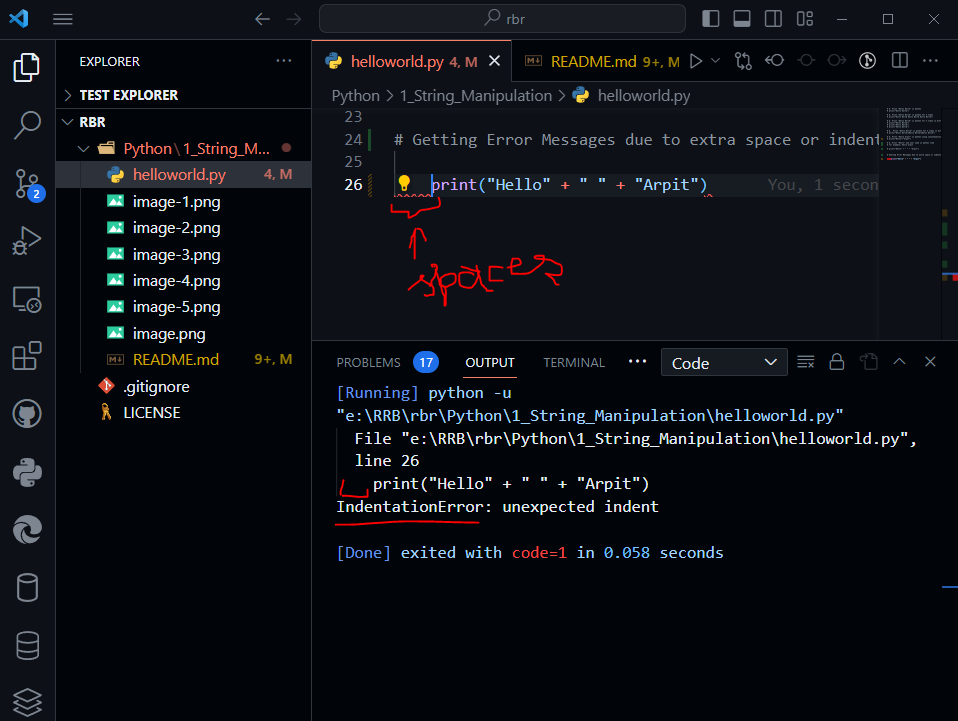 rbr
EXPLORER
TEST EXPLORER
RBR
Python\1_String_M...
helloworld.py 4, M
image-1.png
image-2.png
image-3.png
image-4.png
image-5.png
image.png
README.md 9+, M
.gitignore
LICENSE
2
helloworld.py 4, M
README.md 9+, M
Python > 1_String_Manipulation > helloworld.py
23
24 # Getting Error Messages due to extra space or indent
25
26 print("Hello" + " " + "Arpit") You, 1 secon
spaces
PROBLEMS 17 OUTPUT TERMINAL ... Code
[Running] python -u
"e:\RRB\rbr\Python\1_String_Manipulation\helloworld.py"
File "e:\RRB\rbr\Python\1_String_Manipulation\helloworld.py",
line 26
print("Hello" + " " + "Arpit")
IndentationError: unexpected indent
[Done] exited with code=1 in 0.058 seconds